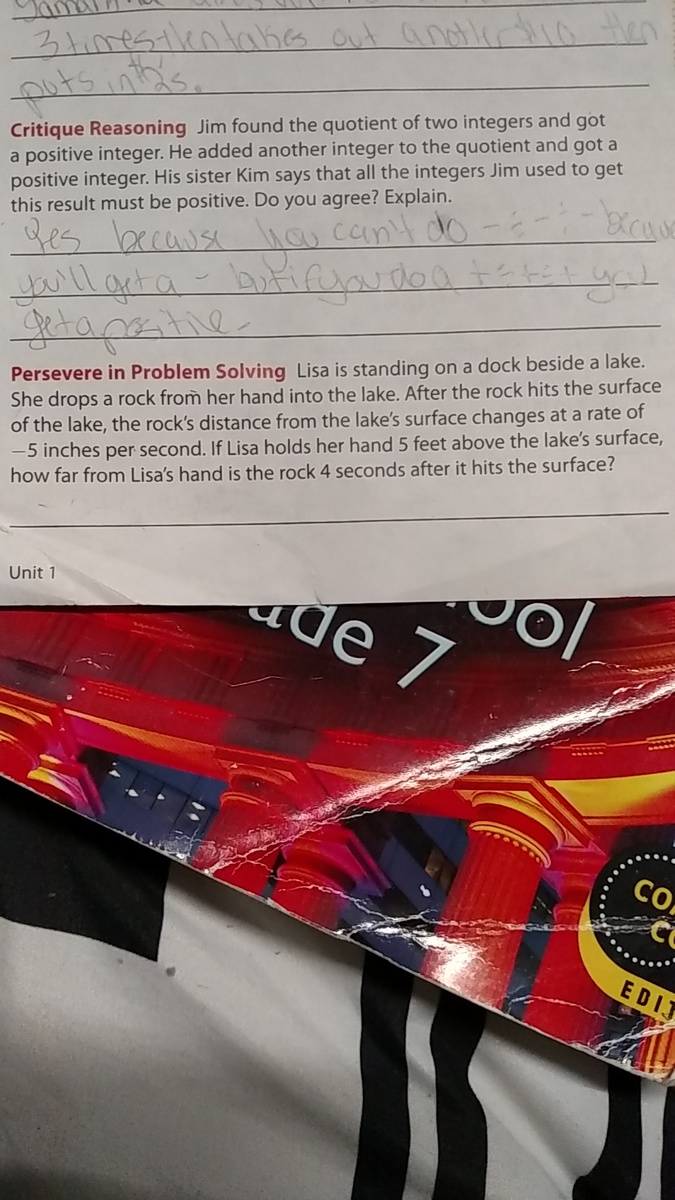 3 times then takes out another $10 then
puts in 25.
Critique Reasoning Jim found the quotient of two integers and got
a positive integer. He added another integer to the quotient and got a
positive integer. His sister Kim says that all the integers Jim used to get
this result must be positive. Do you agree? Explain.
Yes because you can't do - ÷ - ÷ - because
you'll get a - but if you do a + ÷ + ÷ + you
get a positive.
Persevere in Problem Solving Lisa is standing on a dock beside a lake.
She drops a rock from her hand into the lake. After the rock hits the surface
of the lake, the rock's distance from the lake's surface changes at a rate of
−5 inches per second. If Lisa holds her hand 5 feet above the lake's surface,
how far from Lisa's hand is the rock 4 seconds after it hits the surface?
Unit 1
ool
ade 7
CO
CO
EDIT